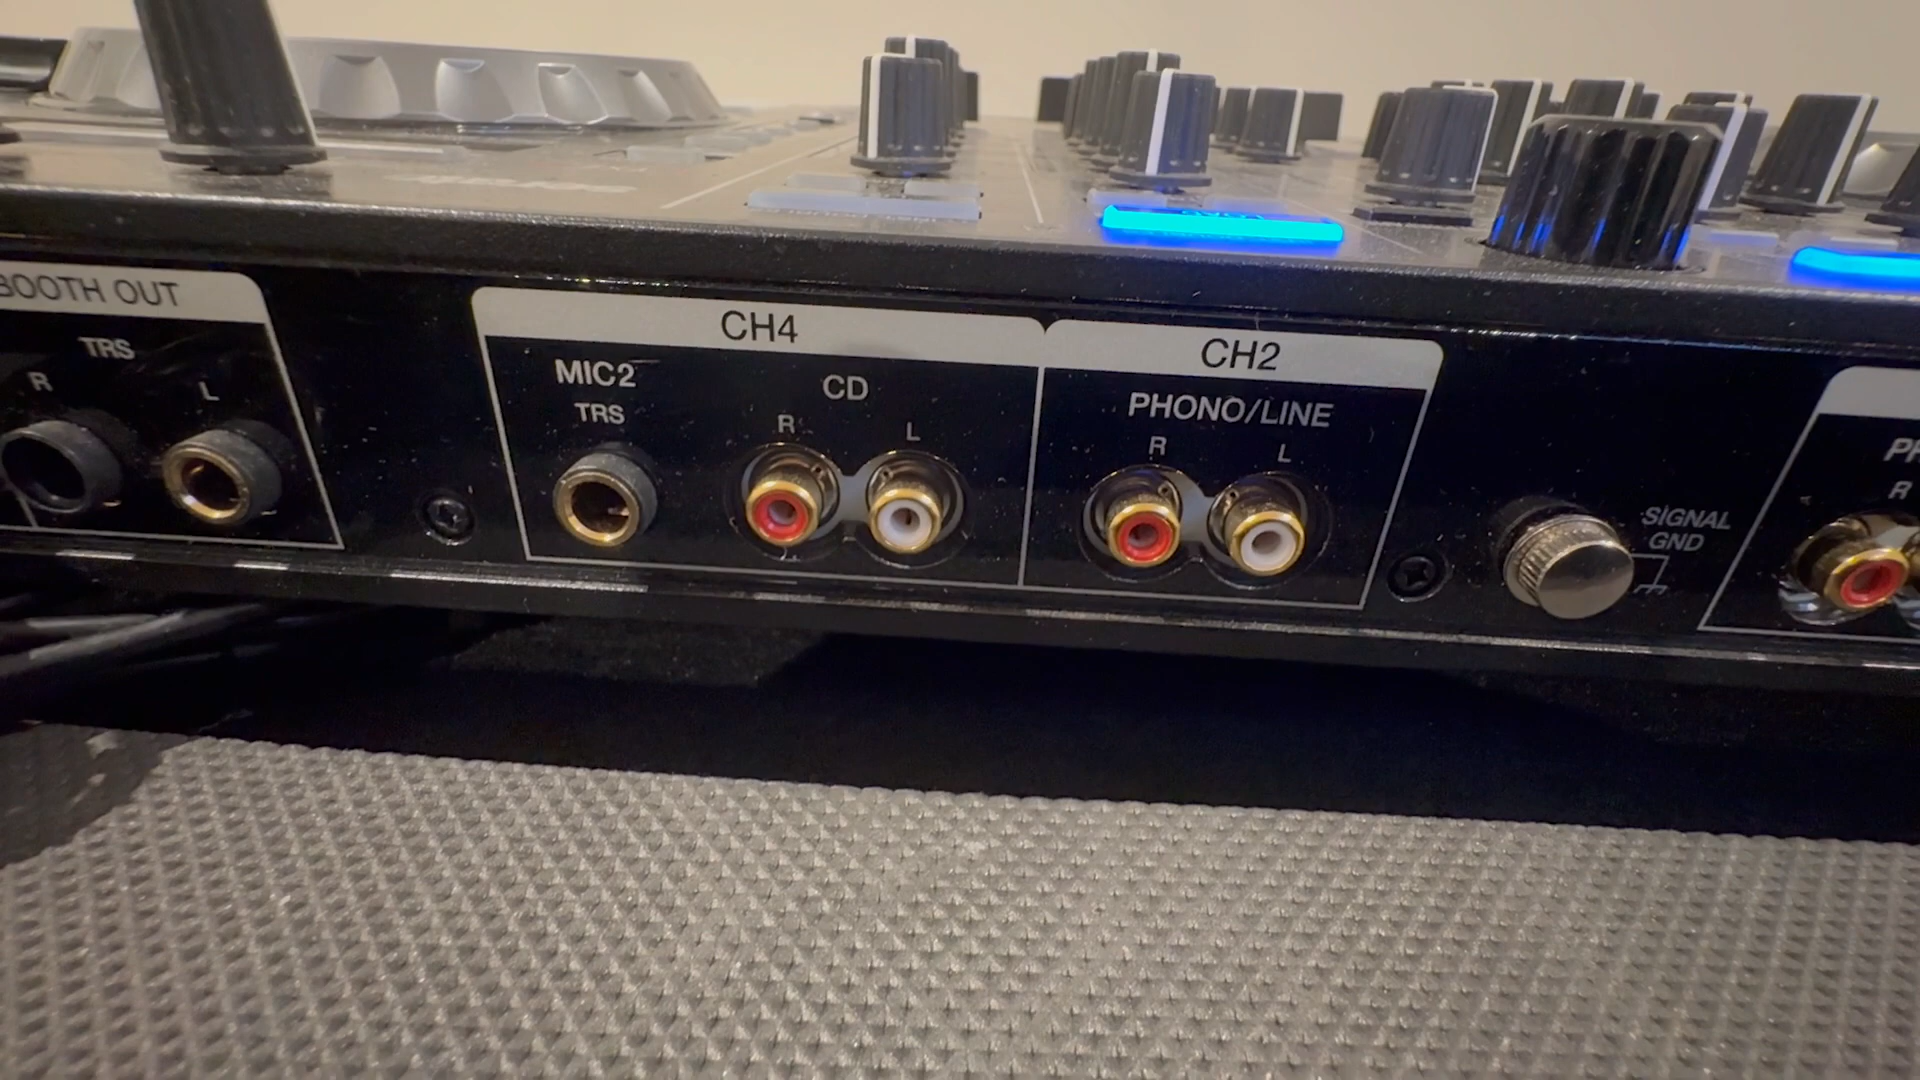 BOOTH OUT
TRS
R L
CH4
MIC2
TRS
CD
R L
CH2
PHONO/LINE
R L
SIGNAL
GND
R